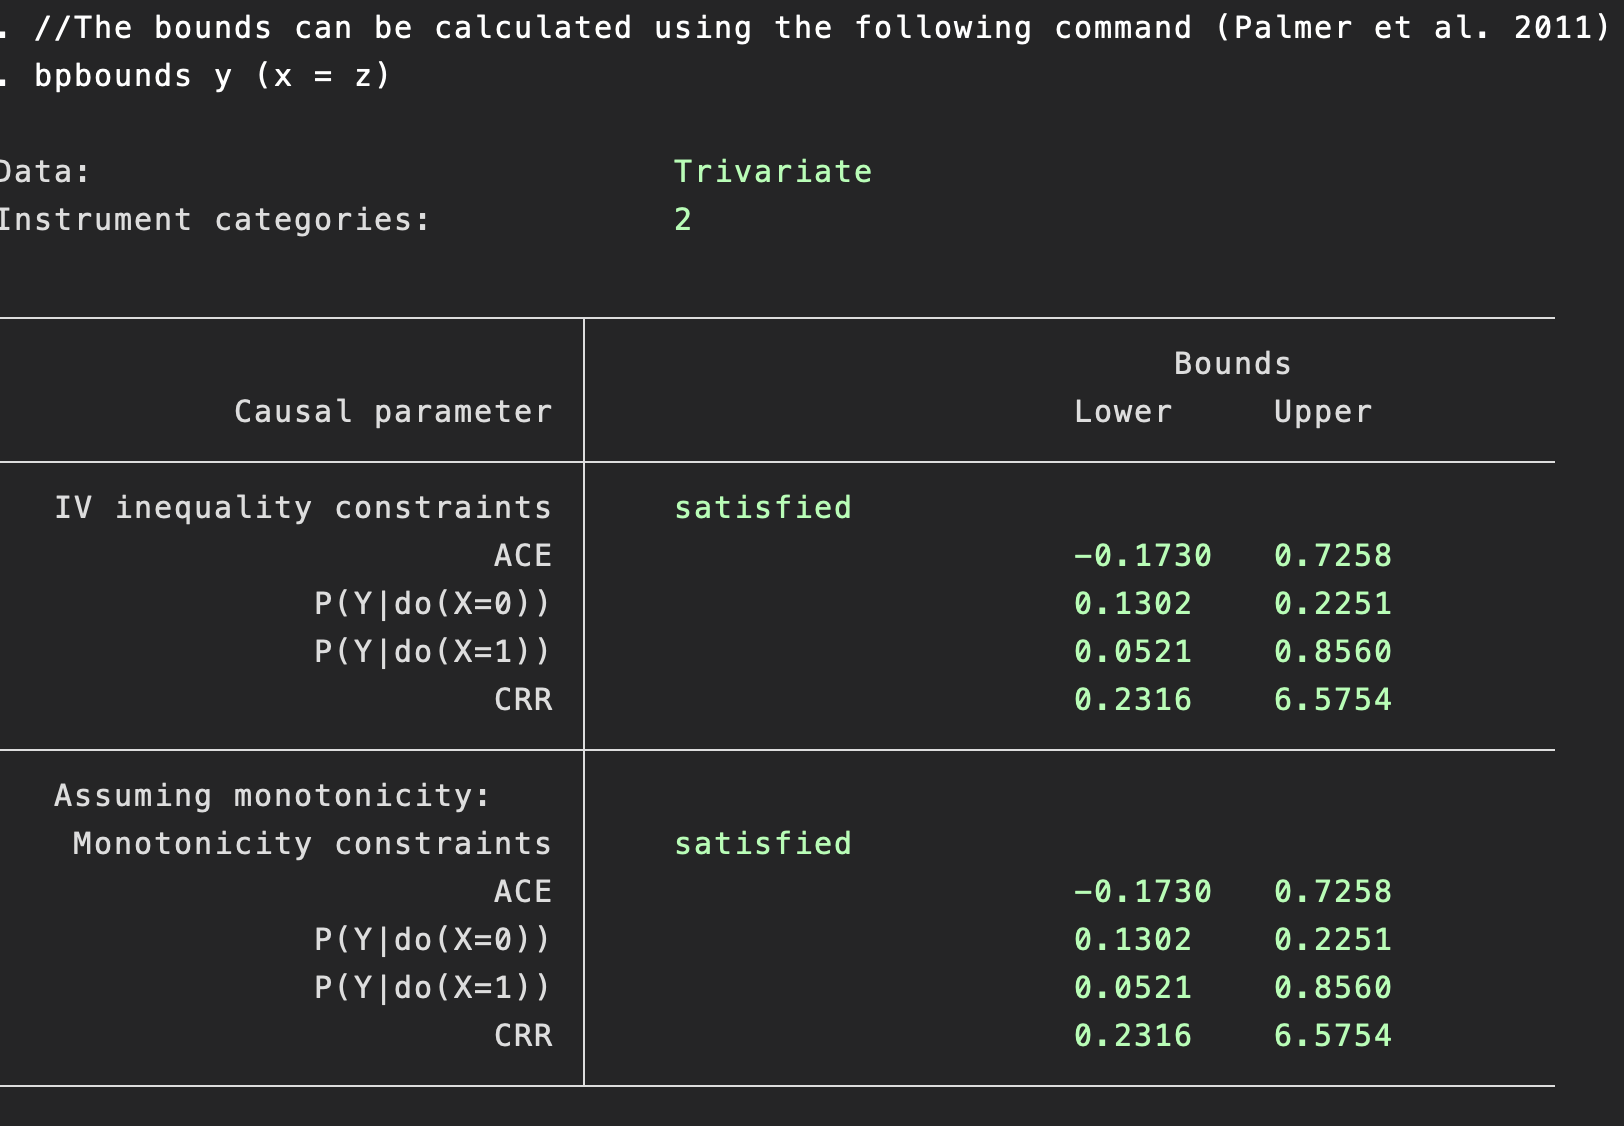 . //The bounds can be calculated using the following command (Palmer et al. 2011)
. bpbounds y (x = z)
Data: Trivariate
Instrument categories: 2
Bounds
Causal parameter Lower Upper
IV inequality constraints satisfied
ACE -0.1730 0.7258
P(Y|do(X=0)) 0.1302 0.2251
P(Y|do(X=1)) 0.0521 0.8560
CRR 0.2316 6.5754
Assuming monotonicity:
Monotonicity constraints satisfied
ACE -0.1730 0.7258
P(Y|do(X=0)) 0.1302 0.2251
P(Y|do(X=1)) 0.0521 0.8560
CRR 0.2316 6.5754